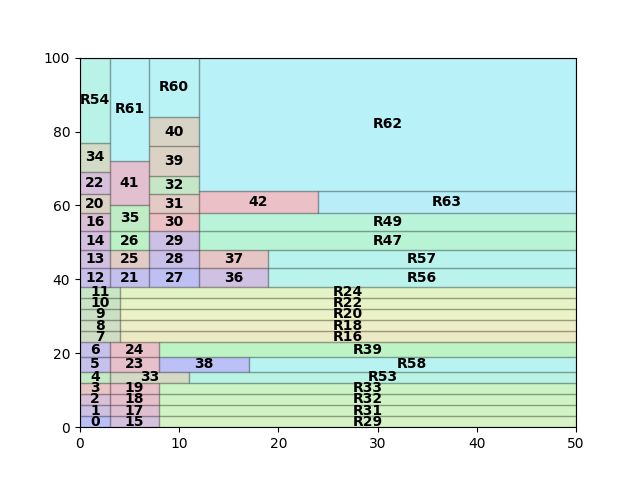 100
R54 R61 R60 R62
80
40
34 39
22 41 32
60
20 31 42 R63
16 35 30 R49
14 26 29 R47
13 25 28 37 R57
40
12 21 27 36 R56
11 R24
10 R22
9 R20
8 R18
7 R16
20
6 24 R39
5 23 38 R58
4 33 R53
3 19 R33
2 18 R32
1 17 R31
0 0 15 R29
0 10 20 30 40 50